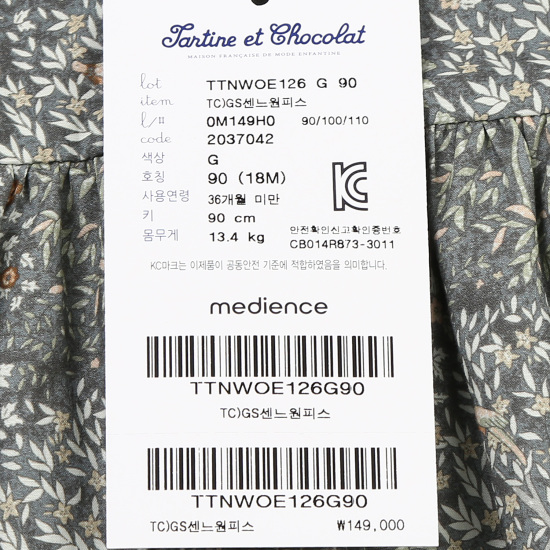 Tartine et Chocolat
MAISON FRANÇAISE DE MODE ENFANTINE
lot TTNWOE126 G 90
item TC)GS센느원피스
l/# 0M149H0 90/100/110
code 2037042
색상 G
호칭 90 (18M)
사용연령 36개월 미만
키 90 cm
몸무게 13.4 kg
안전확인신고확인증번호
CB014R873-3011
KC마크는 이제품이 공동안전 기준에 적합하였음을 의미합니다.
medience
TTNWOE126G90
TC)GS센느원피스
TTNWOE126G90
TC)GS센느원피스 ₩149,000